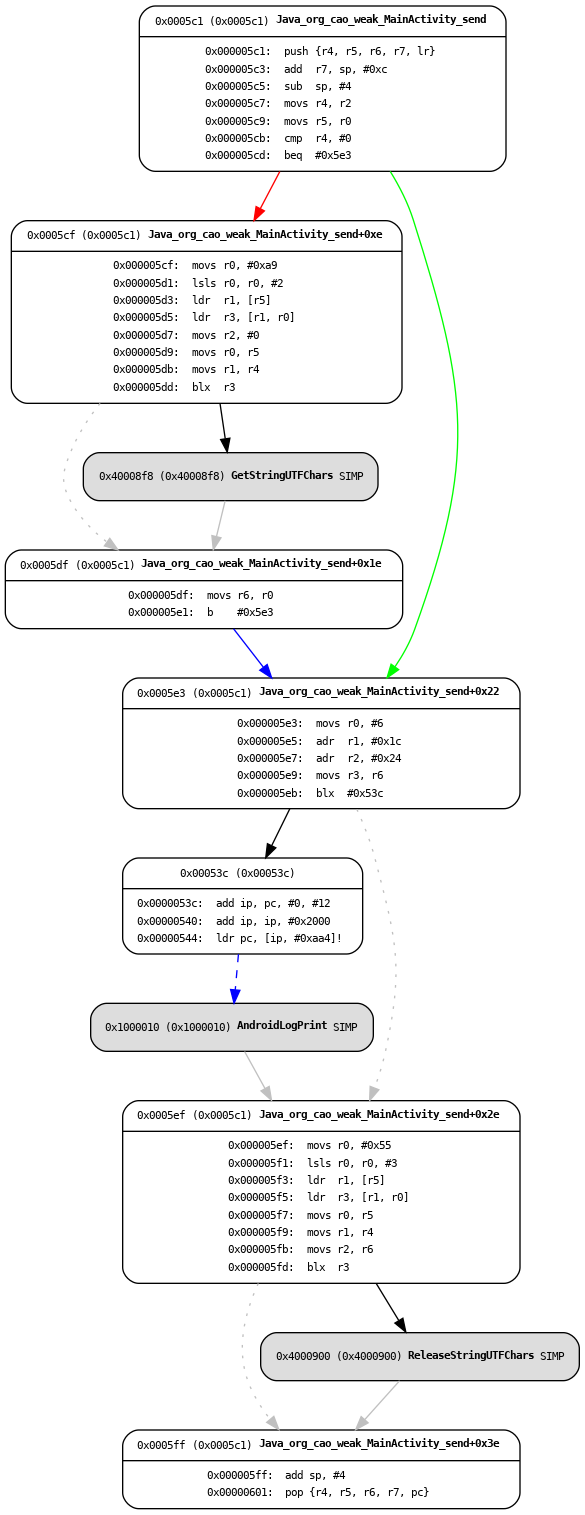 0x0005c1 (0x0005c1) Java_org_cao_weak_MainActivity_send
0x000005c1: push {r4, r5, r6, r7, lr}
0x000005c3: add r7, sp, #0xc
0x000005c5: sub sp, #4
0x000005c7: movs r4, r2
0x000005c9: movs r5, r0
0x000005cb: cmp r4, #0
0x000005cd: beq #0x5e3
0x0005cf (0x0005c1) Java_org_cao_weak_MainActivity_send+0xe
0x000005cf: movs r0, #0xa9
0x000005d1: lsls r0, r0, #2
0x000005d3: ldr r1, [r5]
0x000005d5: ldr r3, [r1, r0]
0x000005d7: movs r2, #0
0x000005d9: movs r0, r5
0x000005db: movs r1, r4
0x000005dd: blx r3
0x40008f8 (0x40008f8) GetStringUTFChars SIMP
0x0005df (0x0005c1) Java_org_cao_weak_MainActivity_send+0x1e
0x000005df: movs r6, r0
0x000005e1: b #0x5e3
0x0005e3 (0x0005c1) Java_org_cao_weak_MainActivity_send+0x22
0x000005e3: movs r0, #6
0x000005e5: adr r1, #0x1c
0x000005e7: adr r2, #0x24
0x000005e9: movs r3, r6
0x000005eb: blx #0x53c
0x00053c (0x00053c)
0x0000053c: add ip, pc, #0, #12
0x00000540: add ip, ip, #0x2000
0x00000544: ldr pc, [ip, #0xaa4]!
0x1000010 (0x1000010) AndroidLogPrint SIMP
0x0005ef (0x0005c1) Java_org_cao_weak_MainActivity_send+0x2e
0x000005ef: movs r0, #0x55
0x000005f1: lsls r0, r0, #3
0x000005f3: ldr r1, [r5]
0x000005f5: ldr r3, [r1, r0]
0x000005f7: movs r0, r5
0x000005f9: movs r1, r4
0x000005fb: movs r2, r6
0x000005fd: blx r3
0x4000900 (0x4000900) ReleaseStringUTFChars SIMP
0x0005ff (0x0005c1) Java_org_cao_weak_MainActivity_send+0x3e
0x000005ff: add sp, #4
0x00000601: pop {r4, r5, r6, r7, pc}